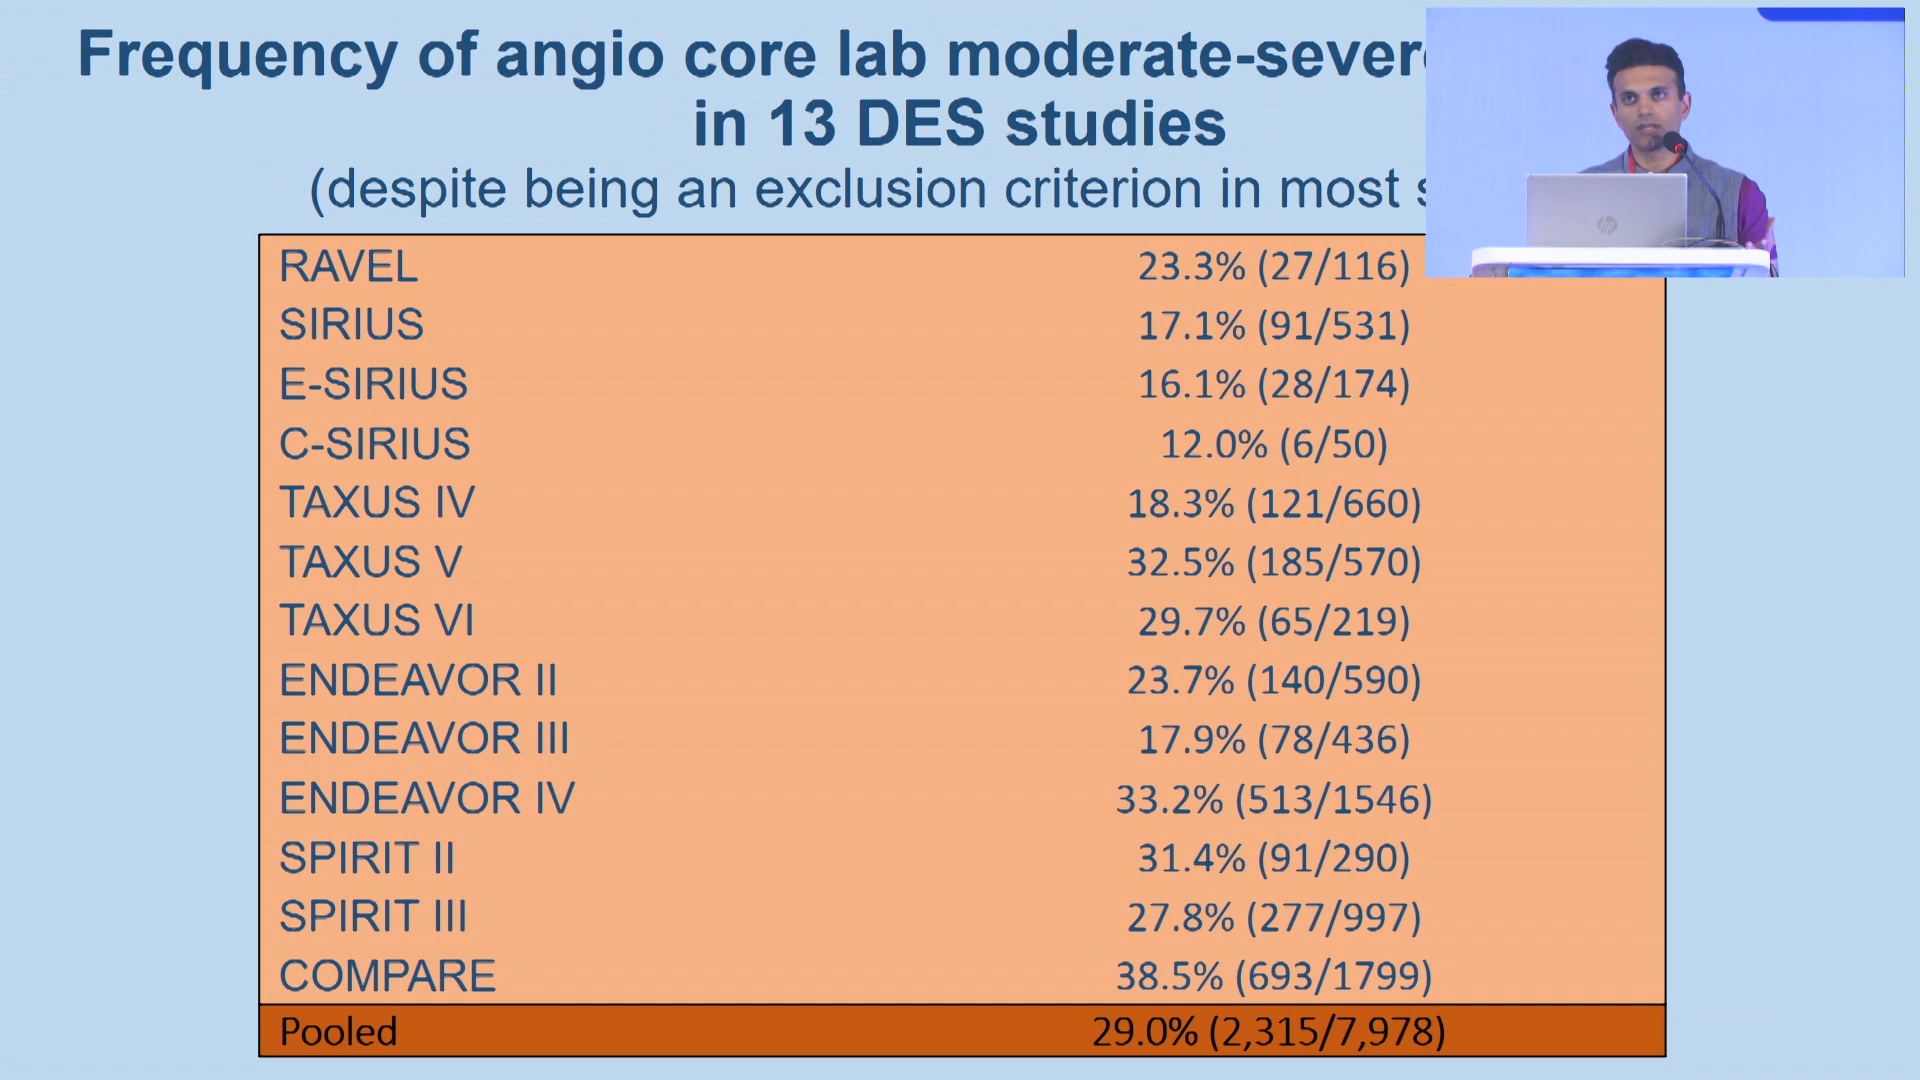 Frequency of angio core lab moderate-severe
in 13 DES studies
(despite being an exclusion criterion in most
RAVEL 23.3% (27/116)
SIRIUS 17.1% (91/531)
E-SIRIUS 16.1% (28/174)
C-SIRIUS 12.0% (6/50)
TAXUS IV 18.3% (121/660)
TAXUS V 32.5% (185/570)
TAXUS VI 29.7% (65/219)
ENDEAVOR II 23.7% (140/590)
ENDEAVOR III 17.9% (78/436)
ENDEAVOR IV 33.2% (513/1546)
SPIRIT II 31.4% (91/290)
SPIRIT III 27.8% (277/997)
COMPARE 38.5% (693/1799)
Pooled 29.0% (2,315/7,978)
hp